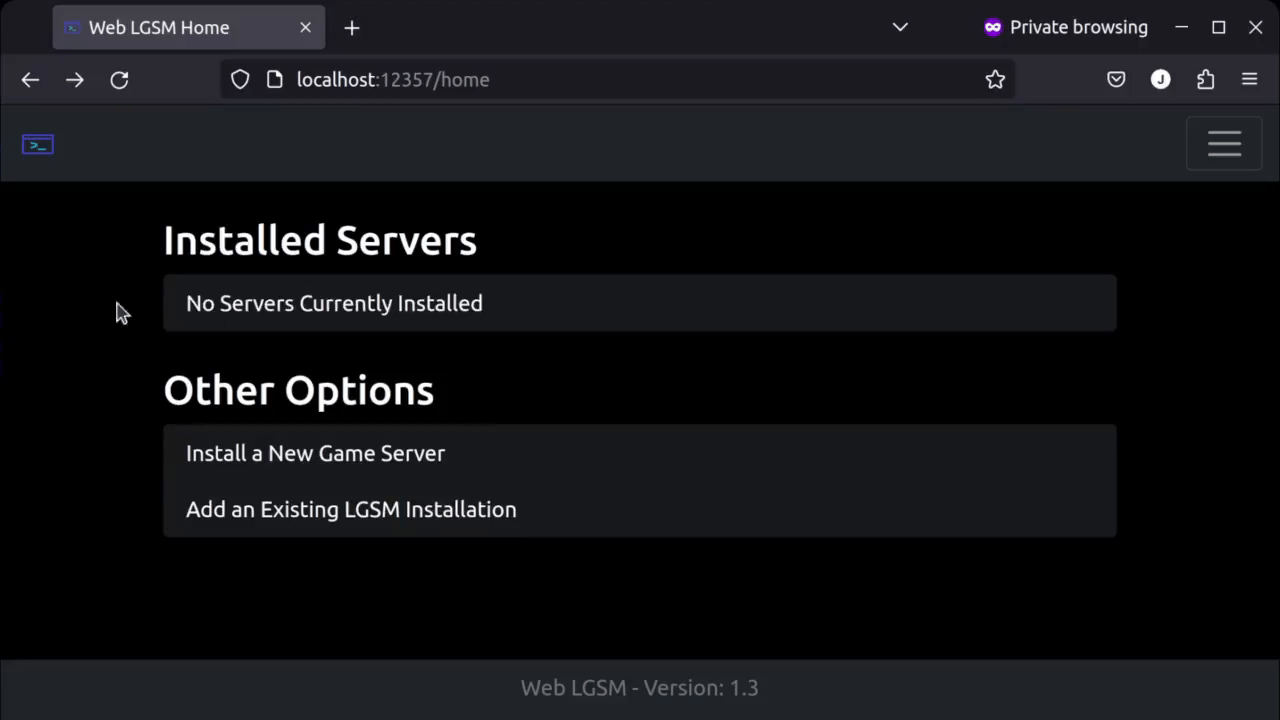 Web LGSM Home
Private browsing
localhost:12357/home
J
>_
Installed Servers
No Servers Currently Installed
Other Options
Install a New Game Server
Add an Existing LGSM Installation
Web LGSM - Version: 1.3